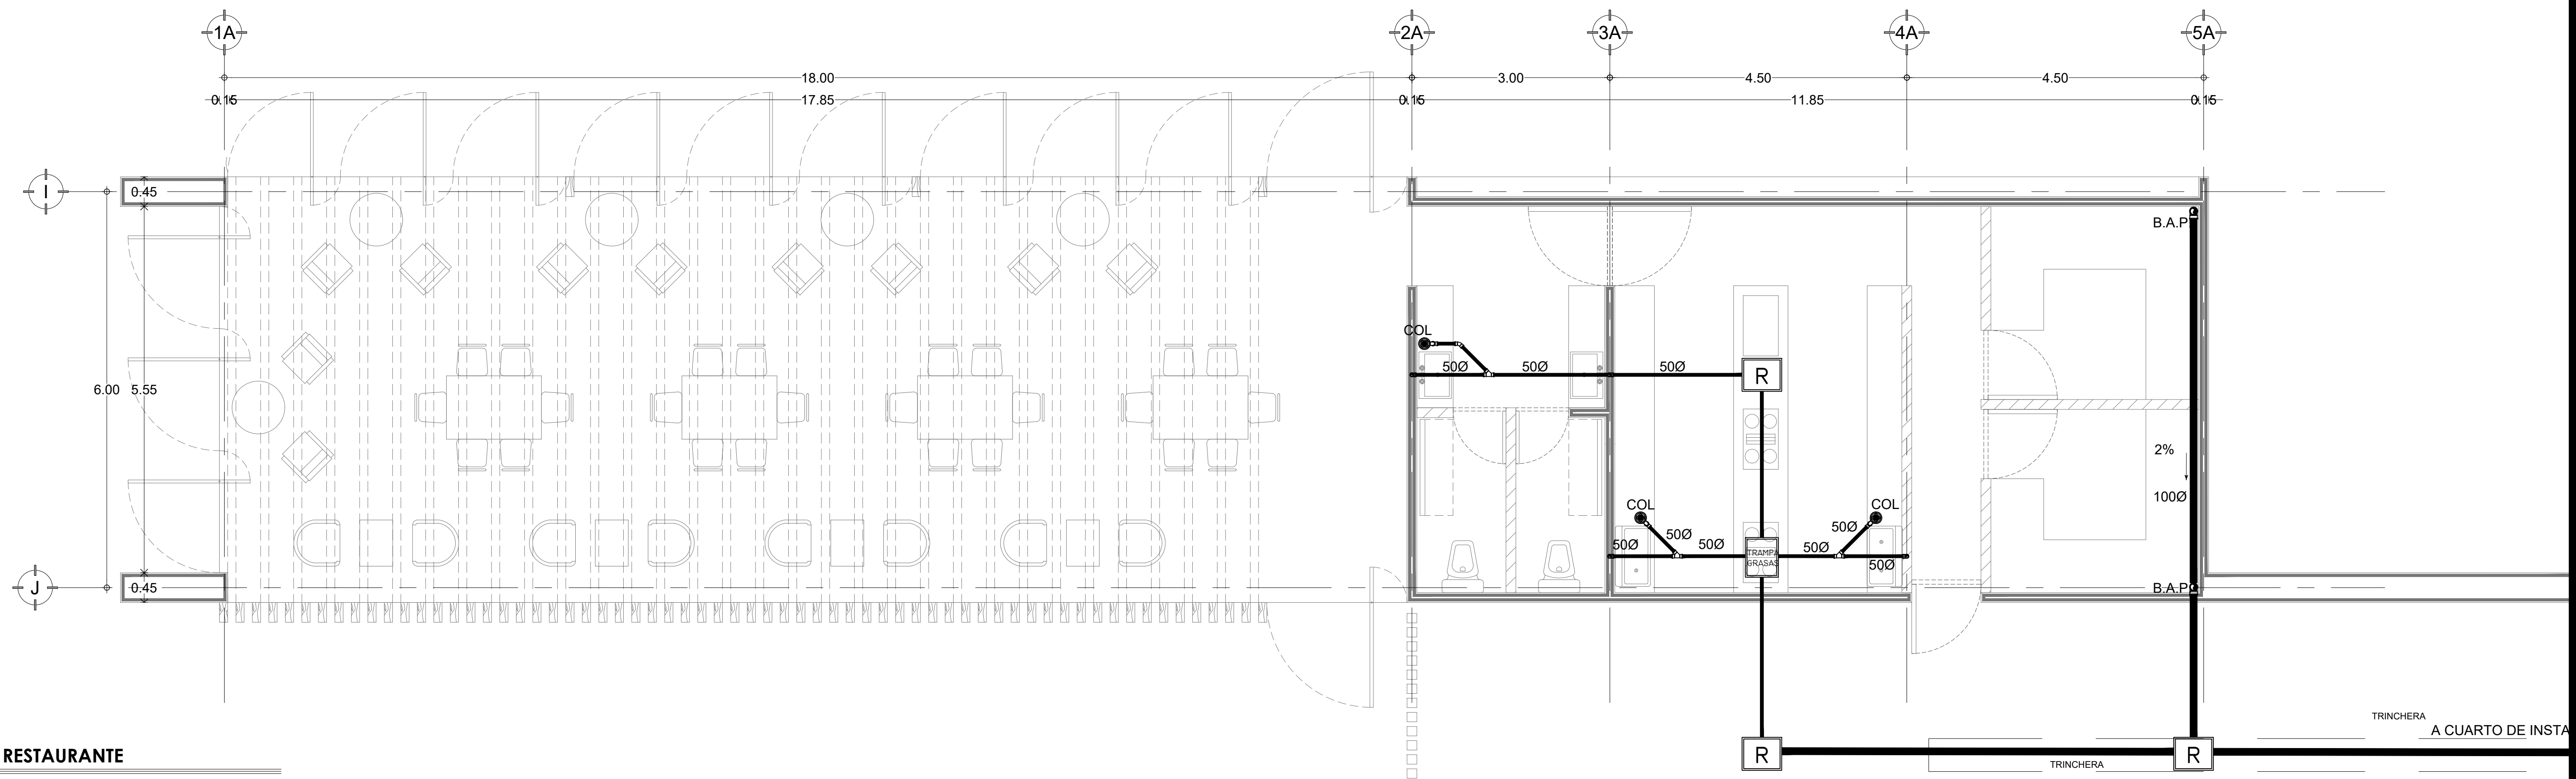 1A
2A
3A
4A
5A
18.00
3.00
4.50
4.50
0.15
17.85
0.15
11.85
0.15
I
0.45
B.A.P
COL
50Ø
50Ø
50Ø
R
6.00
5.55
2%
100Ø
COL
COL
50Ø
50Ø
50Ø
50Ø
50Ø
50Ø
TRAMPA
GRASAS
J
0.45
B.A.P
TRINCHERA
A CUARTO DE INSTA
RESTAURANTE
R
R
TRINCHERA